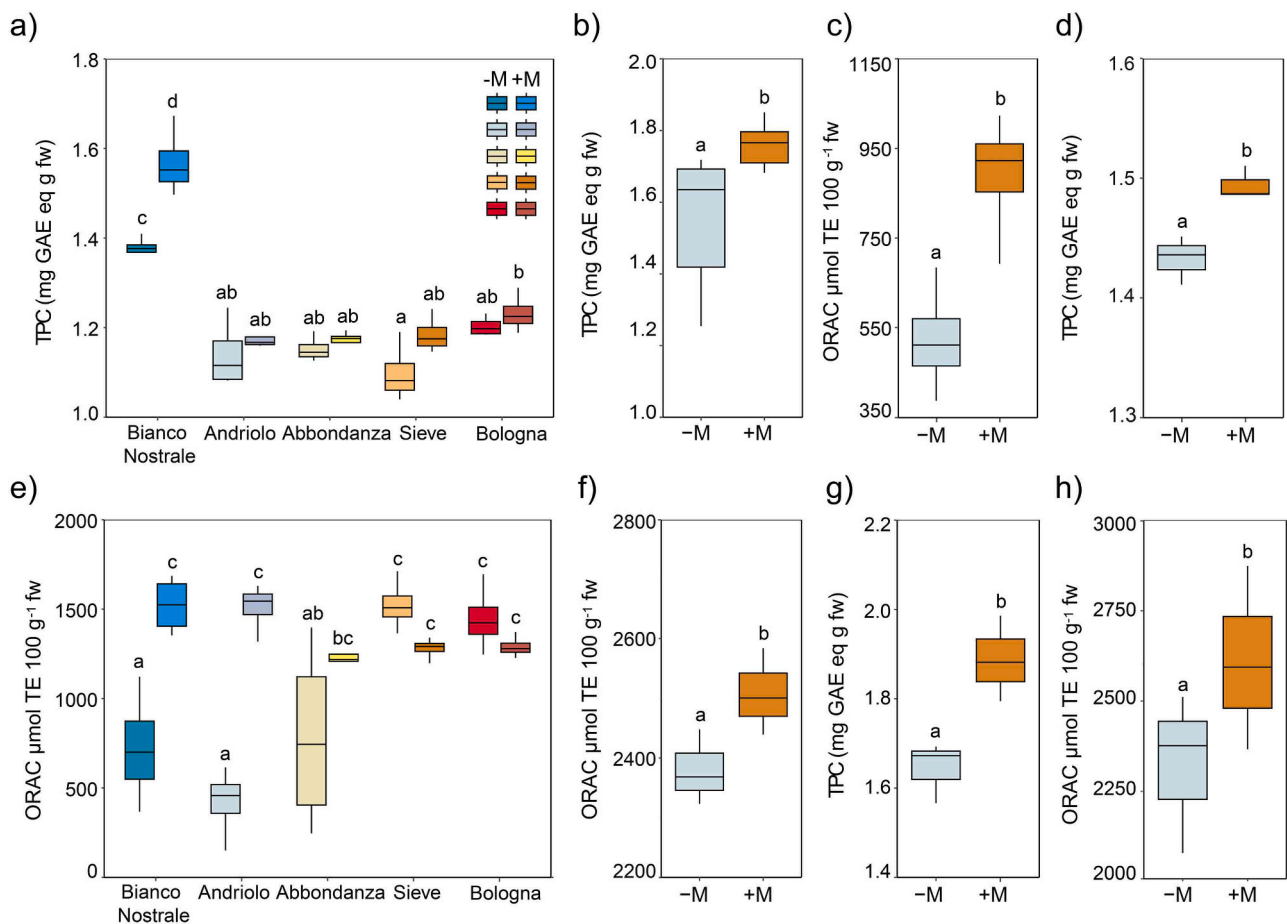 a)
TPC (mg GAE eq g fw)
1.8
1.6
1.4
1.2
1.0
-M +M
c
d
ab
ab
ab
ab
a
ab
ab
b
Bianco
Nostrale
Andriolo
Abbondanza
Sieve
Bologna
b)
TPC (mg GAE eq g fw)
2.0
1.8
1.6
1.4
1.2
1.0
a
b
−M
+M
c)
ORAC µmol TE 100 g⁻¹ fw
1150
950
750
550
350
a
b
−M
+M
d)
TPC (mg GAE eq g fw)
1.6
1.5
1.4
1.3
a
b
−M
+M
e)
ORAC µmol TE 100 g⁻¹ fw
2000
1500
1000
500
0
a
c
a
c
ab
bc
c
c
c
c
Bianco
Nostrale
Andriolo
Abbondanza
Sieve
Bologna
f)
ORAC µmol TE 100 g⁻¹ fw
2800
2600
2400
2200
a
b
−M
+M
g)
TPC (mg GAE eq g fw)
2.2
2.0
1.8
1.6
1.4
a
b
−M
+M
h)
ORAC µmol TE 100 g⁻¹ fw
3000
2750
2500
2250
2000
a
b
−M
+M